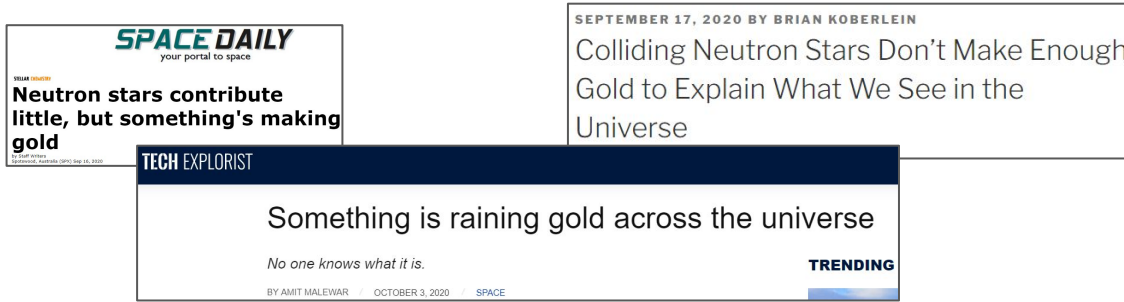 SPACE DAILY
your portal to space
STELLAR CHEMISTRY
Neutron stars contribute
little, but something's making
gold
by Staff Writers
Spotswood, Australia (SPX) Sep 16, 2020
SEPTEMBER 17, 2020 BY BRIAN KOBERLEIN
Colliding Neutron Stars Don't Make Enough
Gold to Explain What We See in the
Universe
TECH EXPLORIST
Something is raining gold across the universe
No one knows what it is.
TRENDING
BY AMIT MALEWAR / OCTOBER 3, 2020 / SPACE